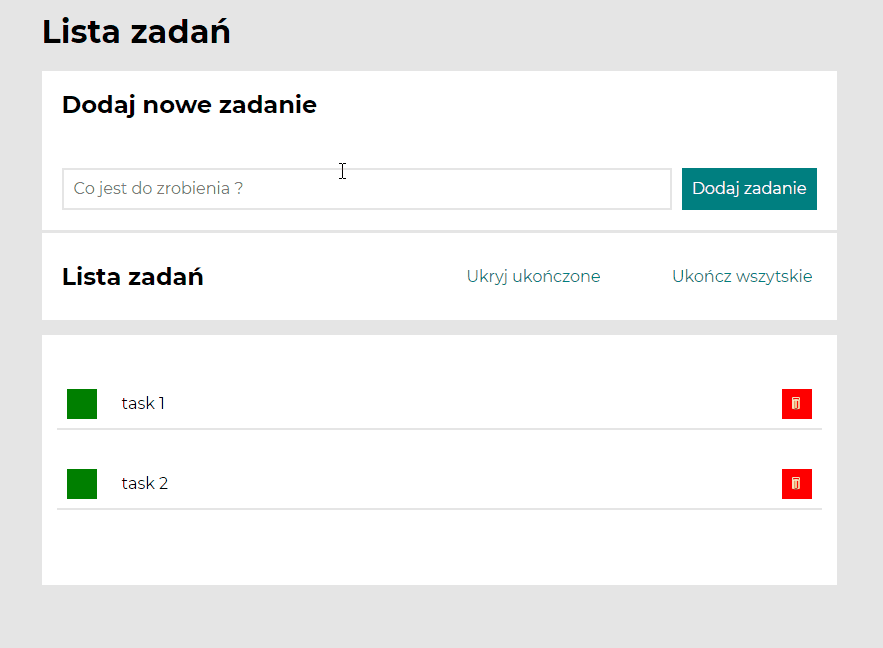 Lista zadań
Dodaj nowe zadanie
Co jest do zrobienia ?
Dodaj zadanie
Lista zadań
Ukryj ukończone
Ukończ wszytskie
task 1
task 2